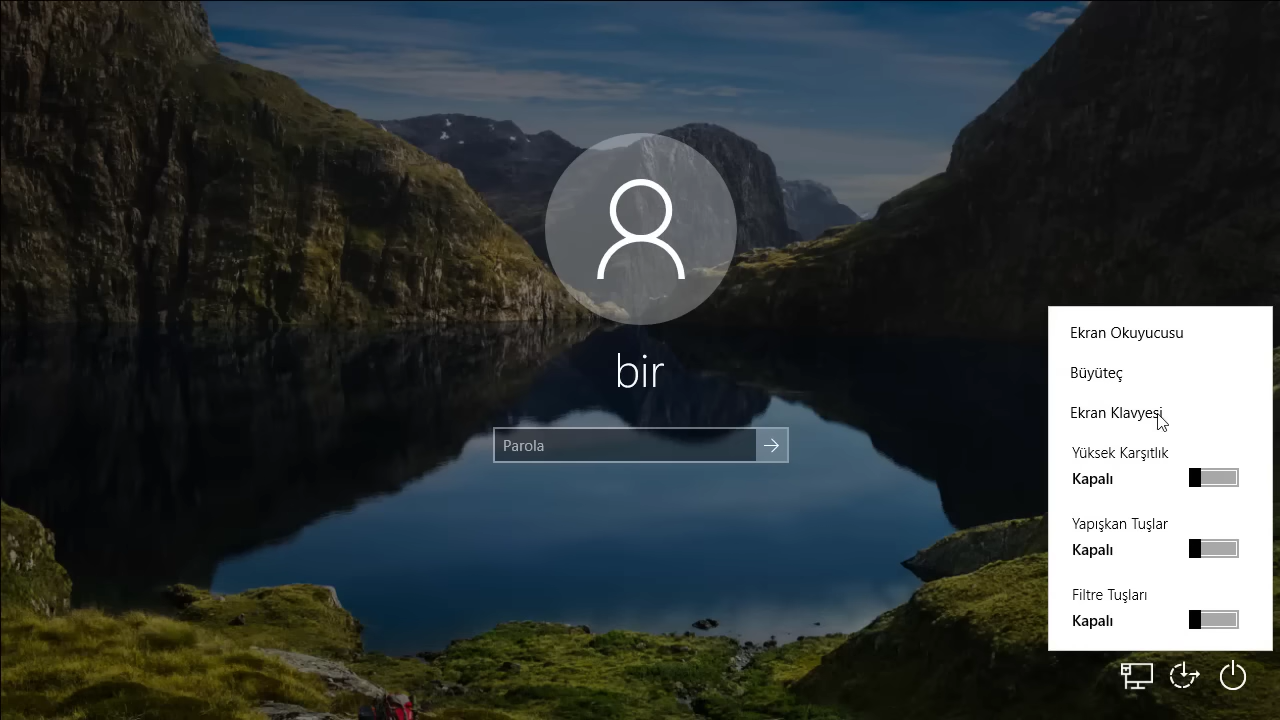 bir
Parola
Ekran Okuyucusu
Büyüteç
Ekran Klavyesi
Yüksek Karşıtlık
Kapalı
Yapışkan Tuşlar
Kapalı
Filtre Tuşları
Kapalı